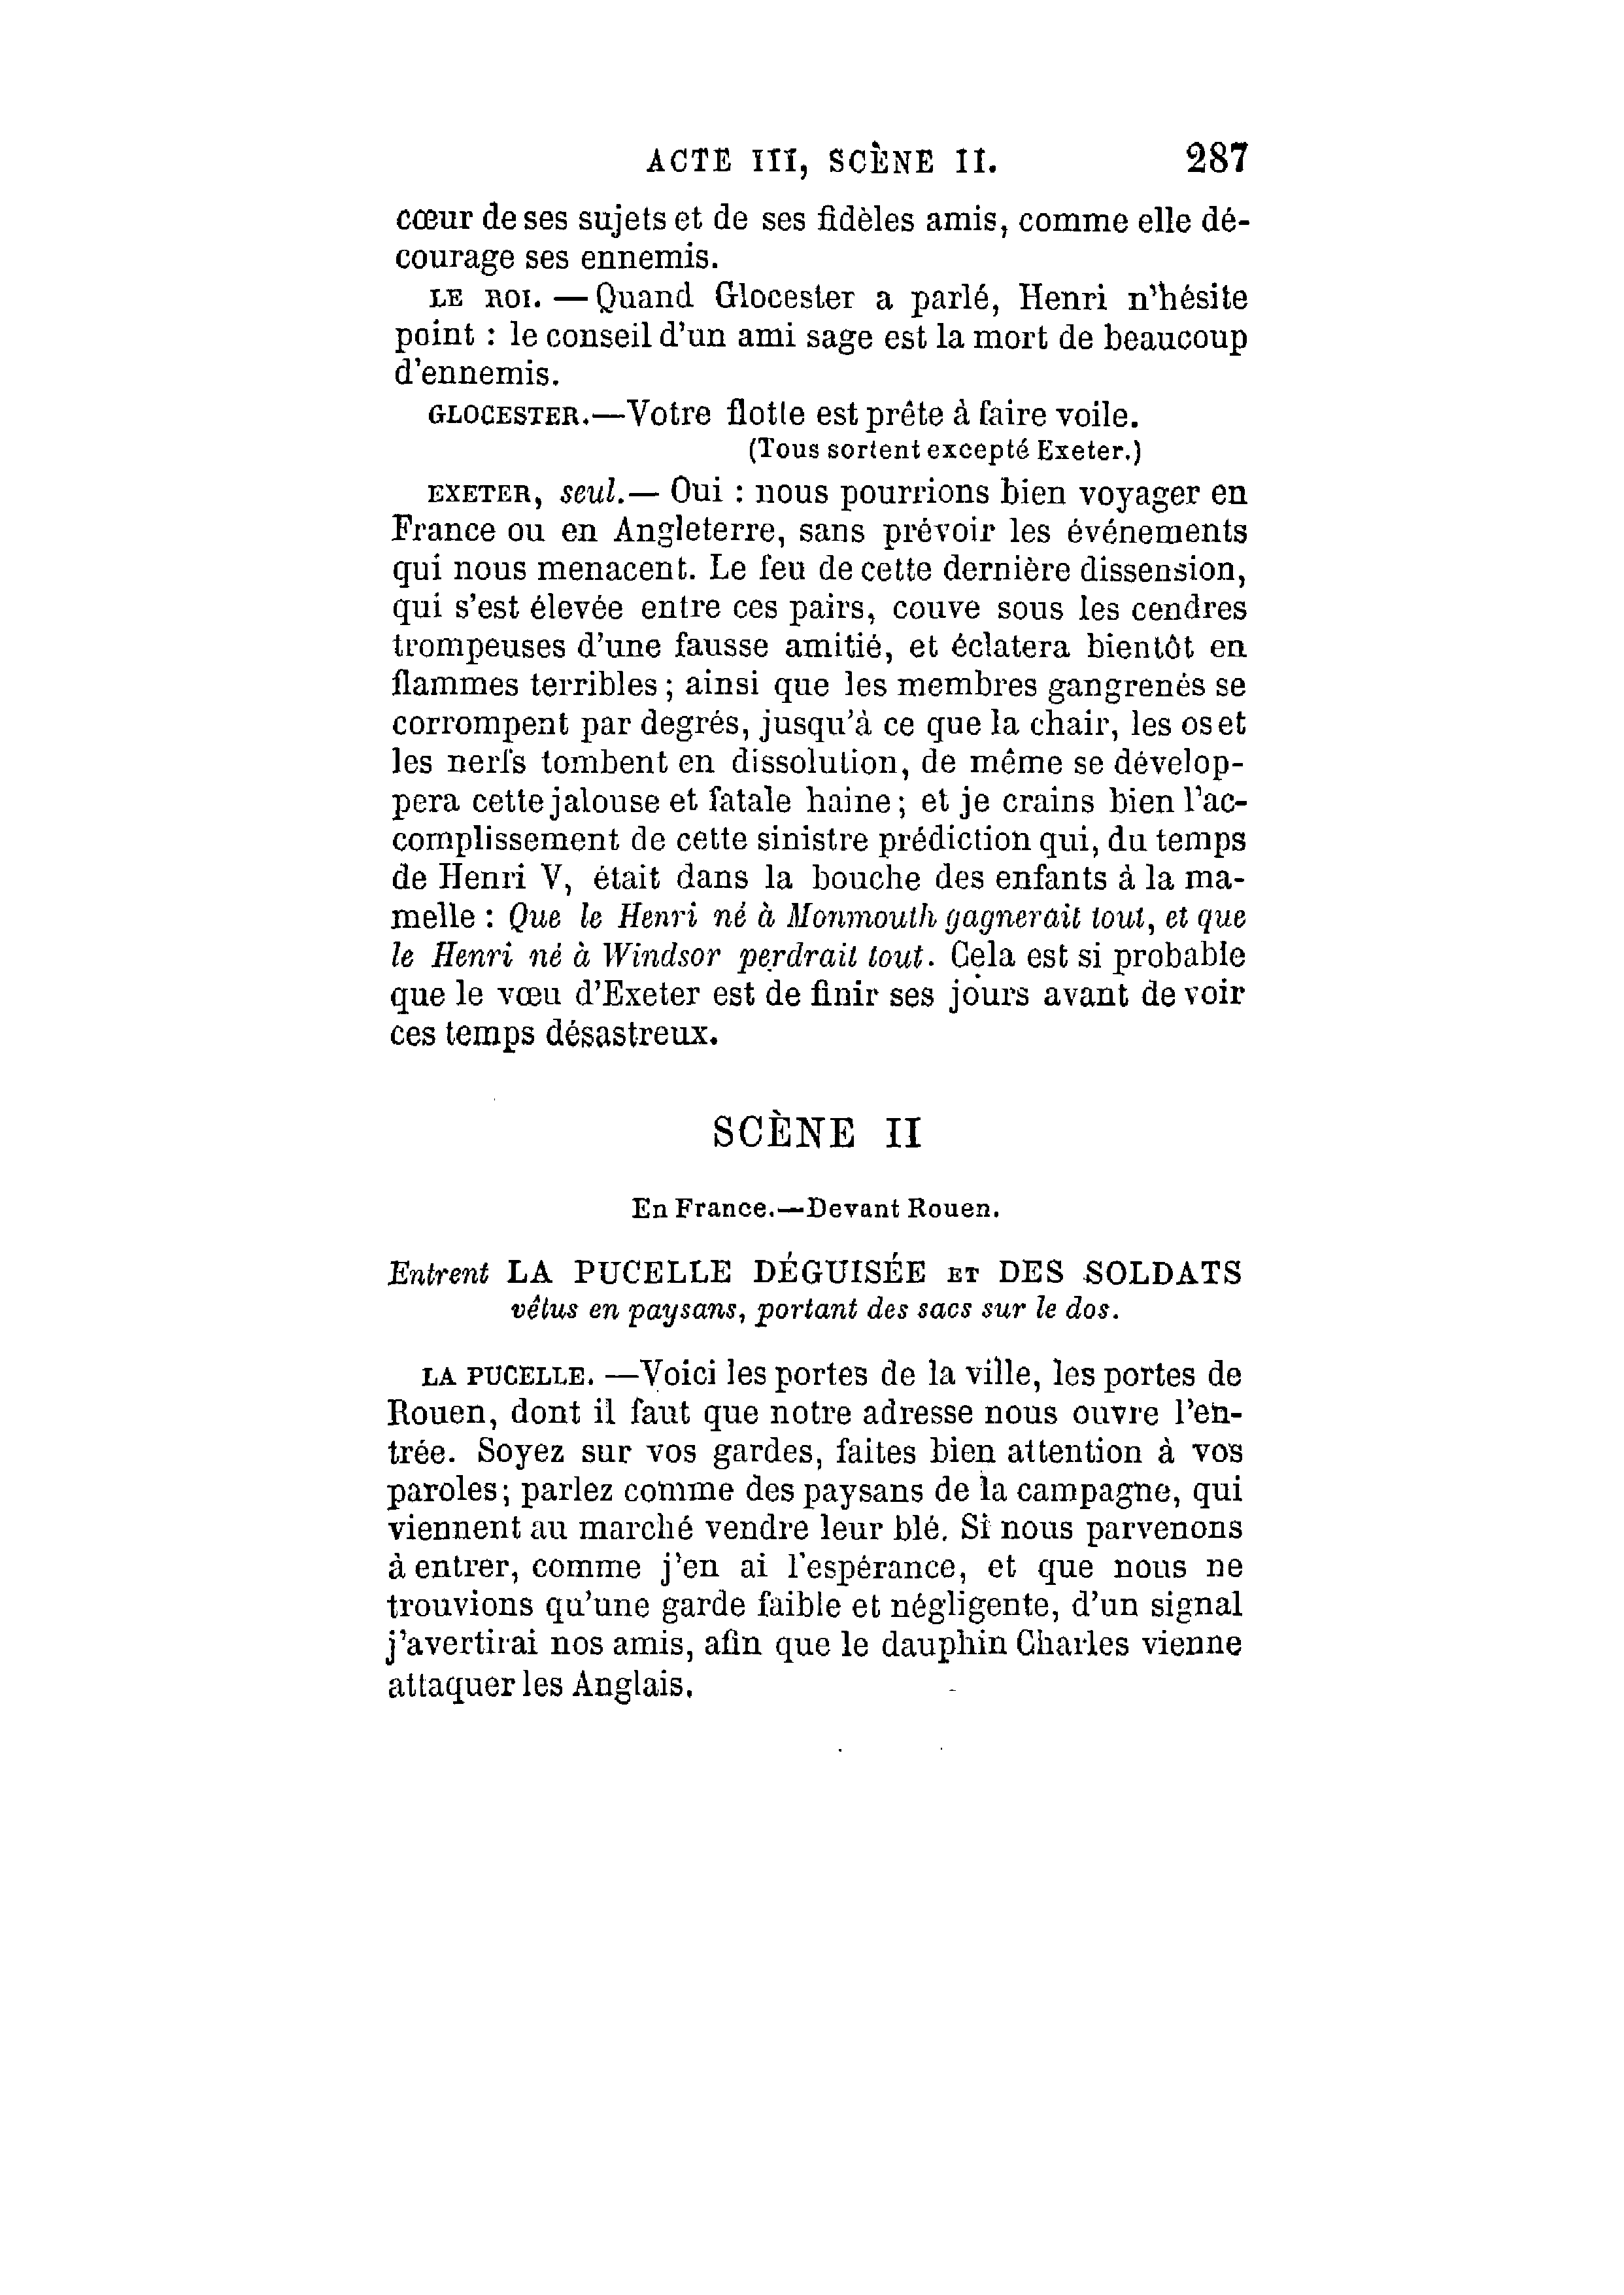 ACTE III, SCÈNE II. 287
cœur de ses sujets et de ses fidèles amis, comme elle dé-
courage ses ennemis.
LE ROI. — Quand Glocester a parlé, Henri n'hésite
point : le conseil d'un ami sage est la mort de beaucoup
d'ennemis.
GLOCESTER.—Votre flotte est prête à faire voile.
(Tous sortent excepté Exeter.)
EXETER, seul.— Oui : nous pourrions bien voyager en
France ou en Angleterre, sans prévoir les événements
qui nous menacent. Le feu de cette dernière dissension,
qui s'est élevée entre ces pairs, couve sous les cendres
trompeuses d'une fausse amitié, et éclatera bientôt en
flammes terribles ; ainsi que les membres gangrenés se
corrompent par degrés, jusqu'à ce que la chair, les os et
les nerfs tombent en dissolution, de même se dévelop-
pera cette jalouse et fatale haine ; et je crains bien l'ac-
complissement de cette sinistre prédiction qui, du temps
de Henri V, était dans la bouche des enfants à la ma-
melle : Que le Henri né à Monmouth gagnerait tout, et que
le Henri né à Windsor perdrait tout. Cela est si probable
que le vœu d'Exeter est de finir ses jours avant de voir
ces temps désastreux.
SCÈNE II
En France.—Devant Rouen.
Entrent LA PUCELLE DÉGUISÉE ET DES SOLDATS
vêtus en paysans, portant des sacs sur le dos.
LA PUCELLE. —Voici les portes de la ville, les portes de
Rouen, dont il faut que notre adresse nous ouvre l'en-
trée. Soyez sur vos gardes, faites bien attention à vos
paroles ; parlez comme des paysans de la campagne, qui
viennent au marché vendre leur blé. Si nous parvenons
à entrer, comme j'en ai l'espérance, et que nous ne
trouvions qu'une garde faible et négligente, d'un signal
j'avertirai nos amis, afin que le dauphin Charles vienne
attaquer les Anglais.